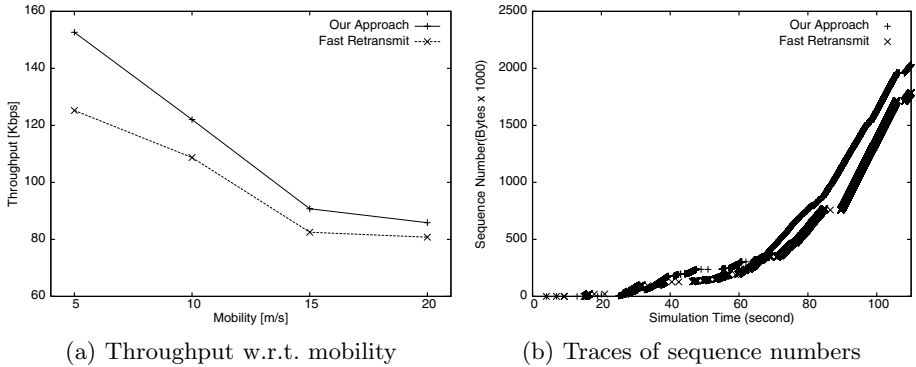 160
140
120
100
80
60
Throughput [Kbps]
5
10
15
20
Mobility [m/s]
Our Approach
Fast Retransmit
(a) Throughput w.r.t. mobility
2500
2000
1500
1000
500
0
Sequence Number(Bytes x 1000)
0
20
40
60
80
100
Simulation Time (second)
Our Approach
Fast Retransmit
(b) Traces of sequence numbers